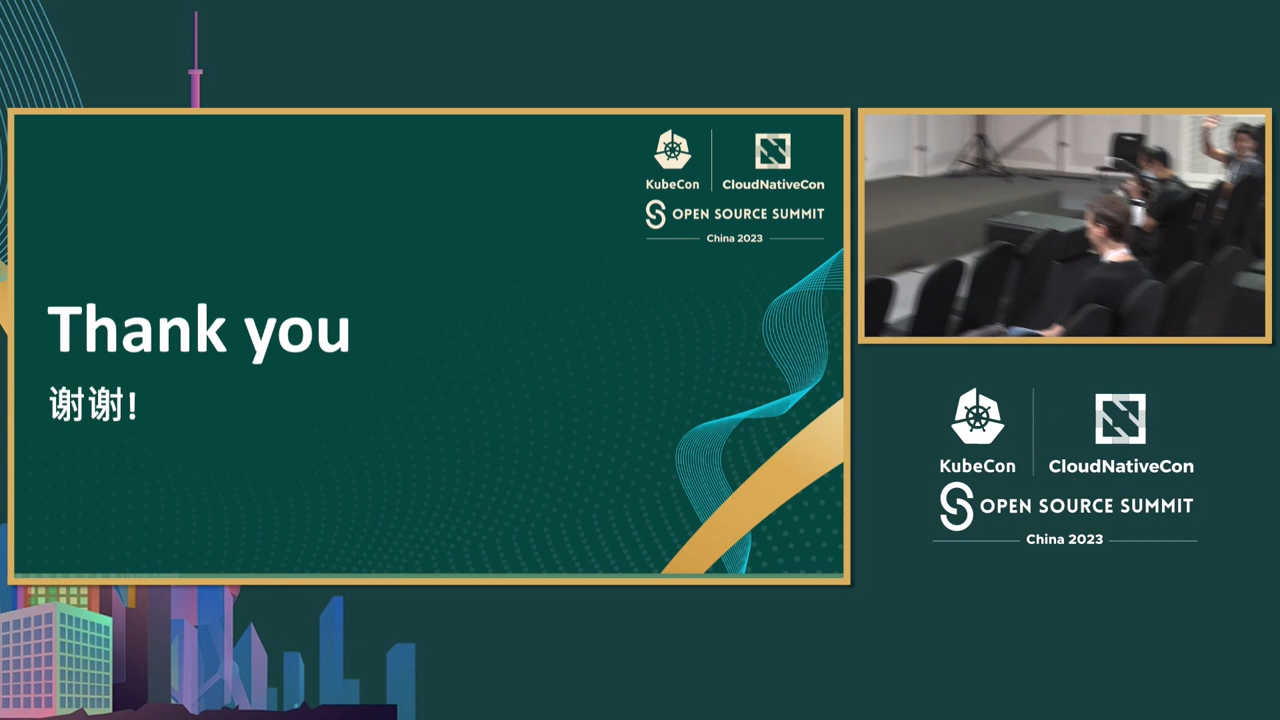 KubeCon
CloudNativeCon
OPEN SOURCE SUMMIT
China 2023
Thank you
谢谢!
KubeCon
CloudNativeCon
OPEN SOURCE SUMMIT
China 2023